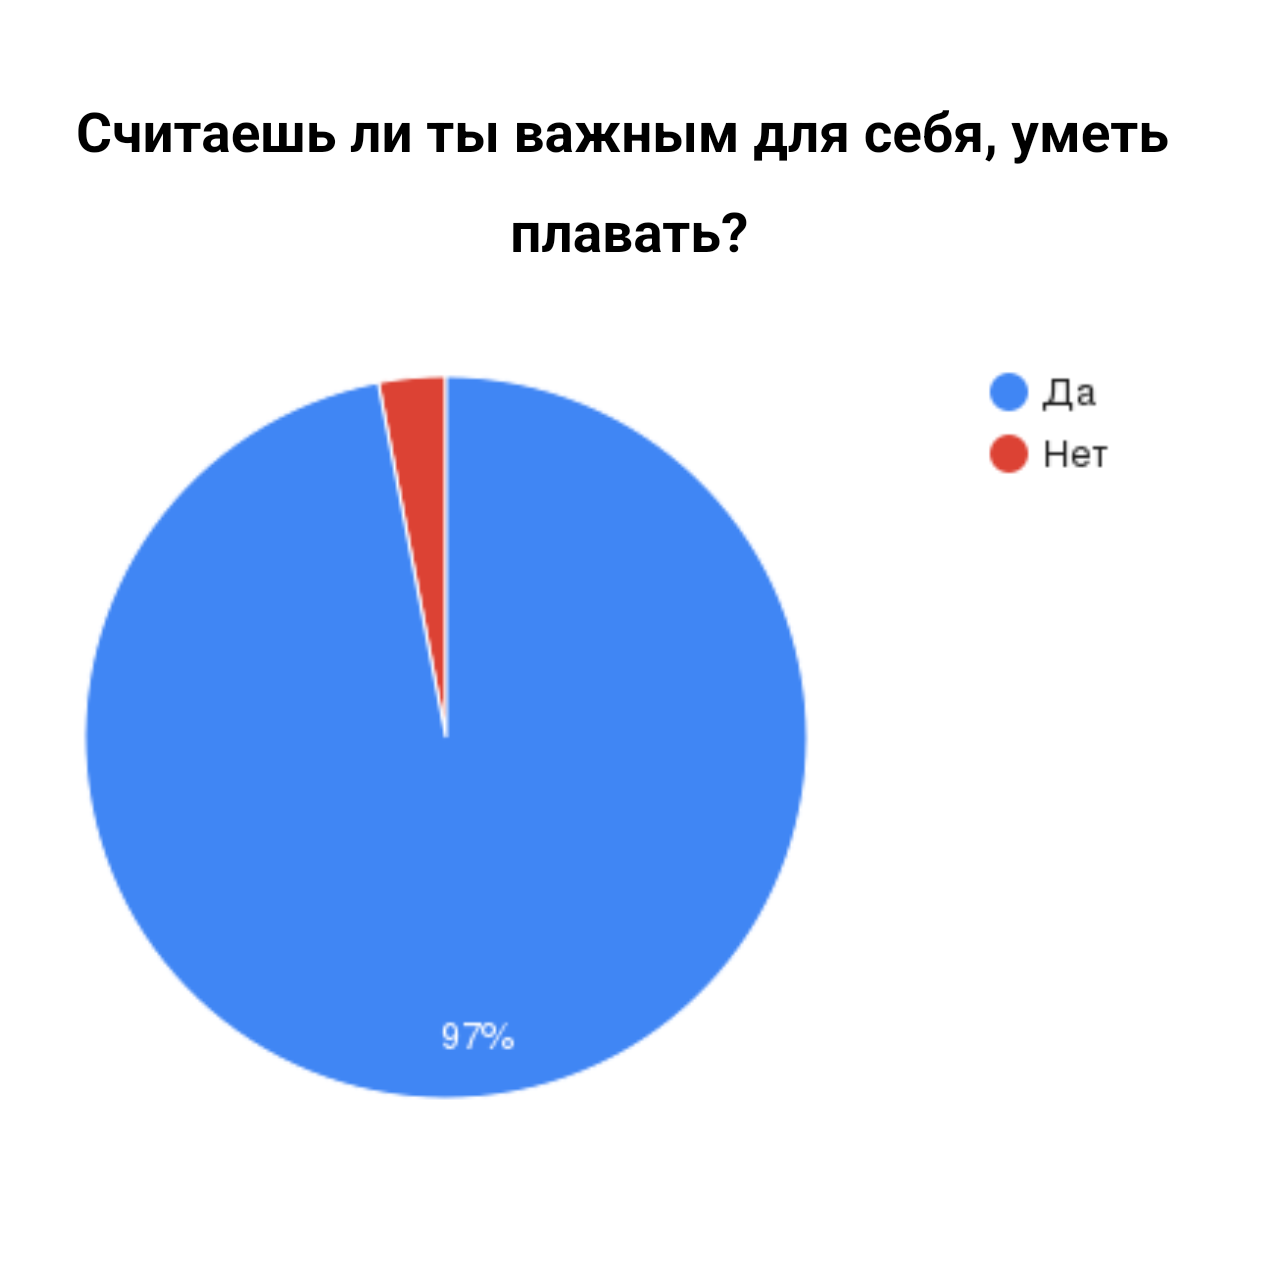 Считаешь ли ты важным для себя, уметь
плавать?
Да
Нет
97%